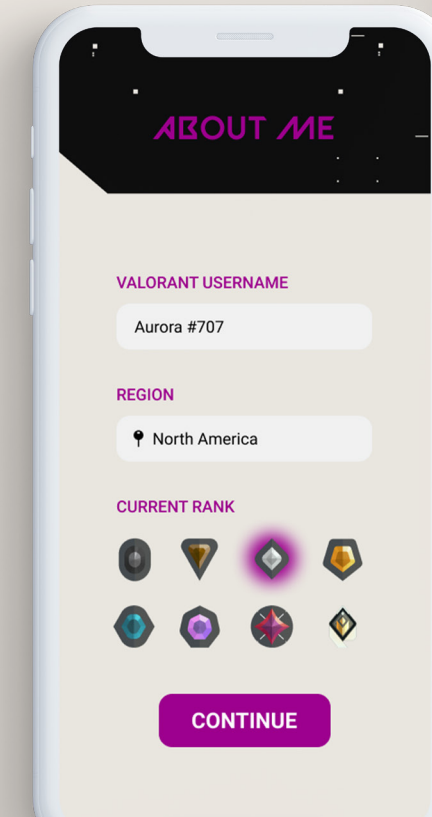 ABOUT ME
VALORANT USERNAME
Aurora #707
REGION
North America
CURRENT RANK
CONTINUE